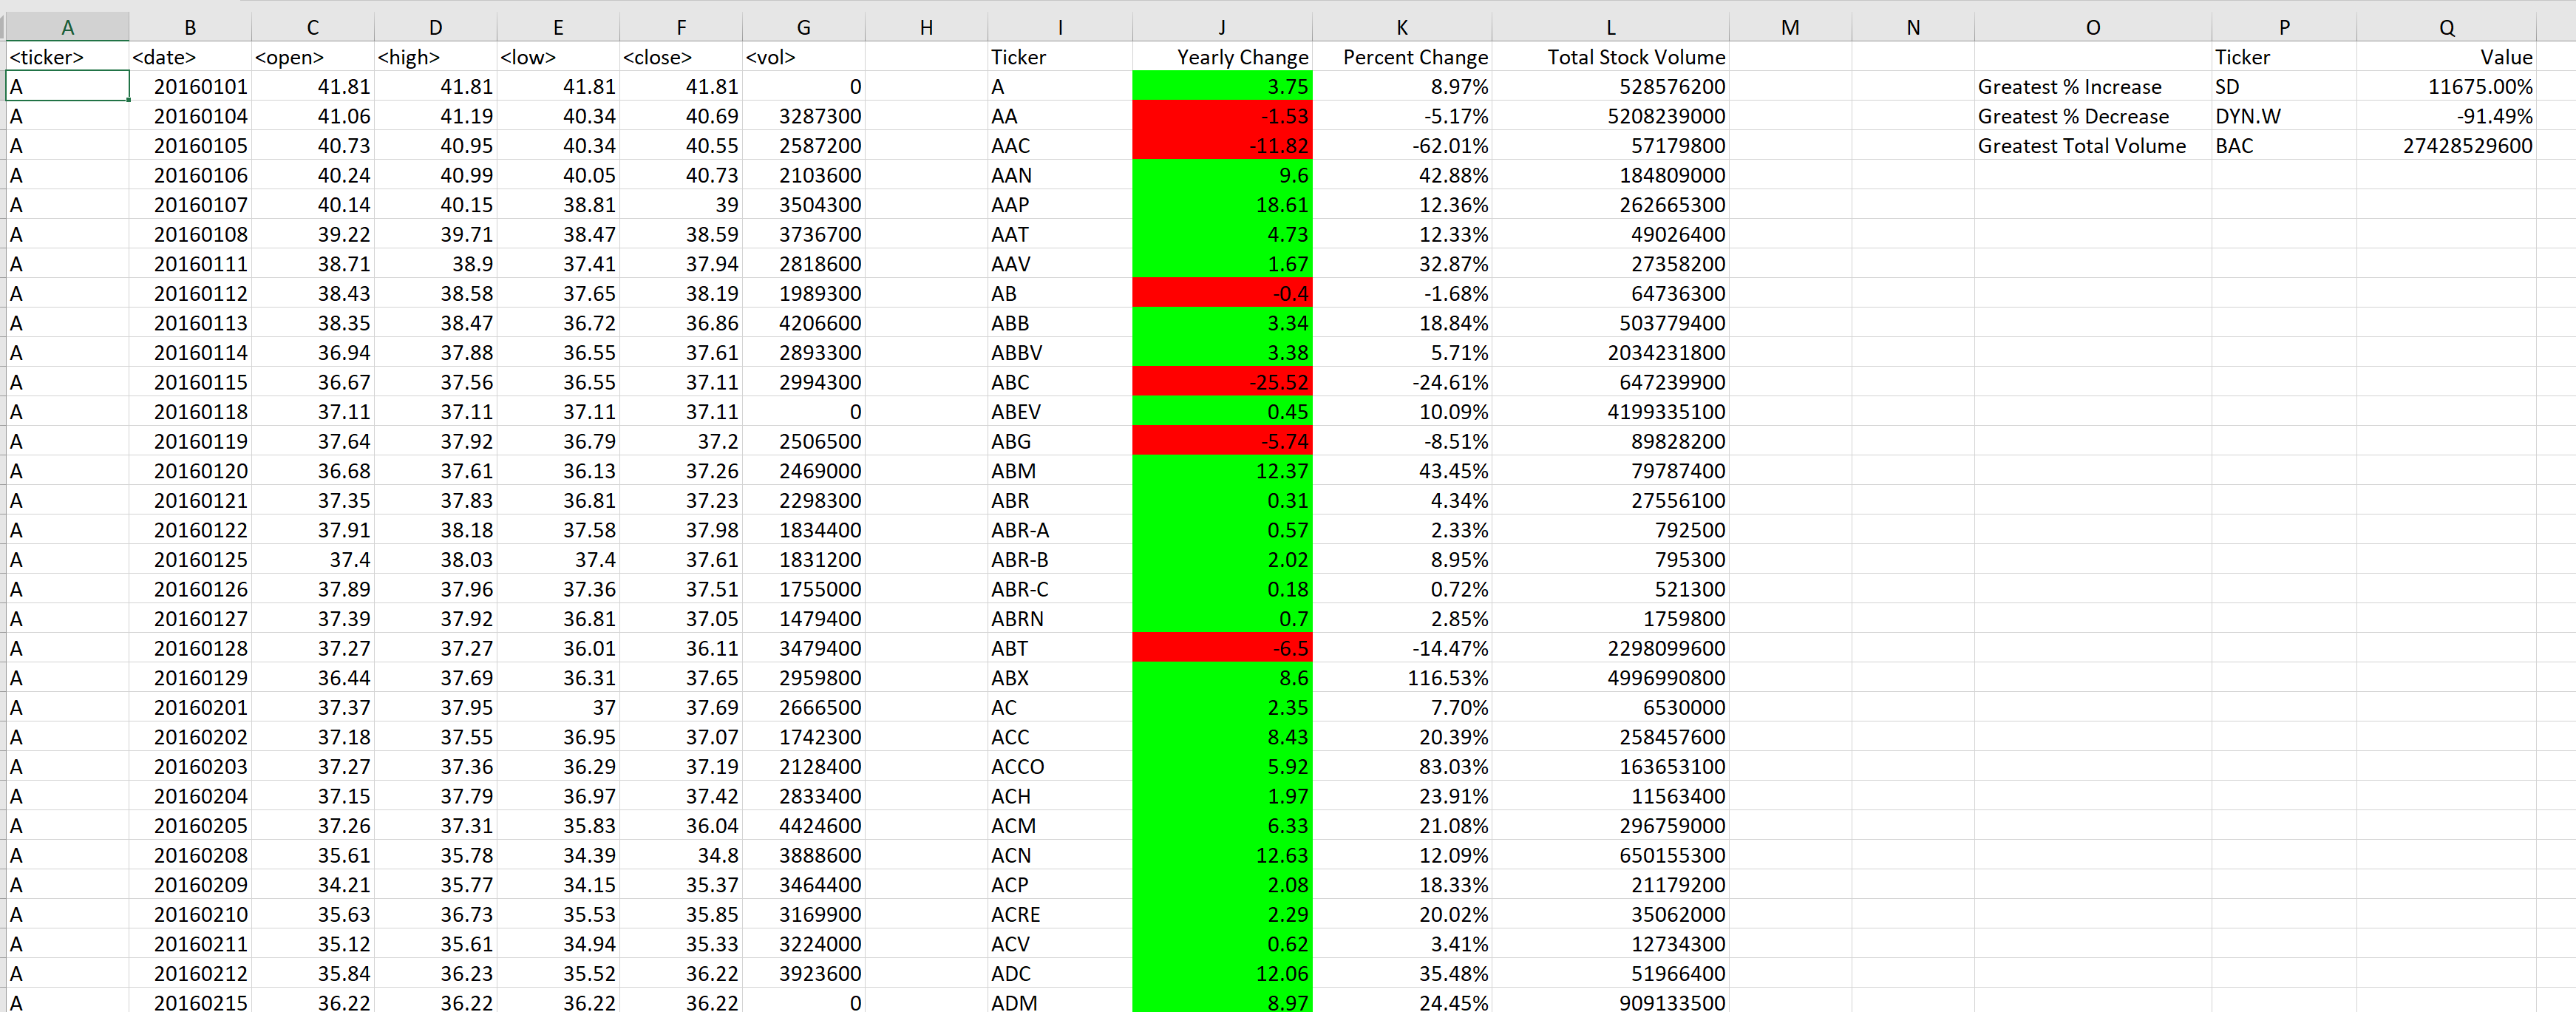 A B C D E F G H I J K L M N O P Q
<ticker> <date> <open> <high> <low> <close> <vol> Ticker Yearly Change Percent Change Total Stock Volume Ticker Value
A 20160101 41.81 41.81 41.81 41.81 0 A 3.75 8.97% 528576200 Greatest % Increase SD 11675.00%
A 20160104 41.06 41.19 40.34 40.69 3287300 AA -1.53 -5.17% 5208239000 Greatest % Decrease DYN.W -91.49%
A 20160105 40.73 40.95 40.34 40.55 2587200 AAC -11.82 -62.01% 57179800 Greatest Total Volume BAC 27428529600
A 20160106 40.24 40.99 40.05 40.73 2103600 AAN 9.6 42.88% 184809000
A 20160107 40.14 40.15 38.81 39 3504300 AAP 18.61 12.36% 262665300
A 20160108 39.22 39.71 38.47 38.59 3736700 AAT 4.73 12.33% 49026400
A 20160111 38.71 38.9 37.41 37.94 2818600 AAV 1.67 32.87% 27358200
A 20160112 38.43 38.58 37.65 38.19 1989300 AB -0.4 -1.68% 64736300
A 20160113 38.35 38.47 36.72 36.86 4206600 ABB 3.34 18.84% 503779400
A 20160114 36.94 37.88 36.55 37.61 2893300 ABBV 3.38 5.71% 2034231800
A 20160115 36.67 37.56 36.55 37.11 2994300 ABC -25.52 -24.61% 647239900
A 20160118 37.11 37.11 37.11 37.11 0 ABEV 0.45 10.09% 4199335100
A 20160119 37.64 37.92 36.79 37.2 2506500 ABG -5.74 -8.51% 89828200
A 20160120 36.68 37.61 36.13 37.26 2469000 ABM 12.37 43.45% 79787400
A 20160121 37.35 37.83 36.81 37.23 2298300 ABR 0.31 4.34% 27556100
A 20160122 37.91 38.18 37.58 37.98 1834400 ABR-A 0.57 2.33% 792500
A 20160125 37.4 38.03 37.4 37.61 1831200 ABR-B 2.02 8.95% 795300
A 20160126 37.89 37.96 37.36 37.51 1755000 ABR-C 0.18 0.72% 521300
A 20160127 37.39 37.92 36.81 37.05 1479400 ABRN 0.7 2.85% 1759800
A 20160128 37.27 37.27 36.01 36.11 3479400 ABT -6.5 -14.47% 2298099600
A 20160129 36.44 37.69 36.31 37.65 2959800 ABX 8.6 116.53% 4996990800
A 20160201 37.37 37.95 37 37.69 2666500 AC 2.35 7.70% 6530000
A 20160202 37.18 37.55 36.95 37.07 1742300 ACC 8.43 20.39% 258457600
A 20160203 37.27 37.36 36.29 37.19 2128400 ACCO 5.92 83.03% 163653100
A 20160204 37.15 37.79 36.97 37.42 2833400 ACH 1.97 23.91% 11563400
A 20160205 37.26 37.31 35.83 36.04 4424600 ACM 6.33 21.08% 296759000
A 20160208 35.61 35.78 34.39 34.8 3888600 ACN 12.63 12.09% 650155300
A 20160209 34.21 35.77 34.15 35.37 3464400 ACP 2.08 18.33% 21179200
A 20160210 35.63 36.73 35.53 35.85 3169900 ACRE 2.29 20.02% 35062000
A 20160211 35.12 35.61 34.94 35.33 3224000 ACV 0.62 3.41% 12734300
A 20160212 35.84 36.23 35.52 36.22 3923600 ADC 12.06 35.48% 51966400
A 20160215 36.22 36.22 36.22 36.22 0 ADM 8.97 24.45% 909133500